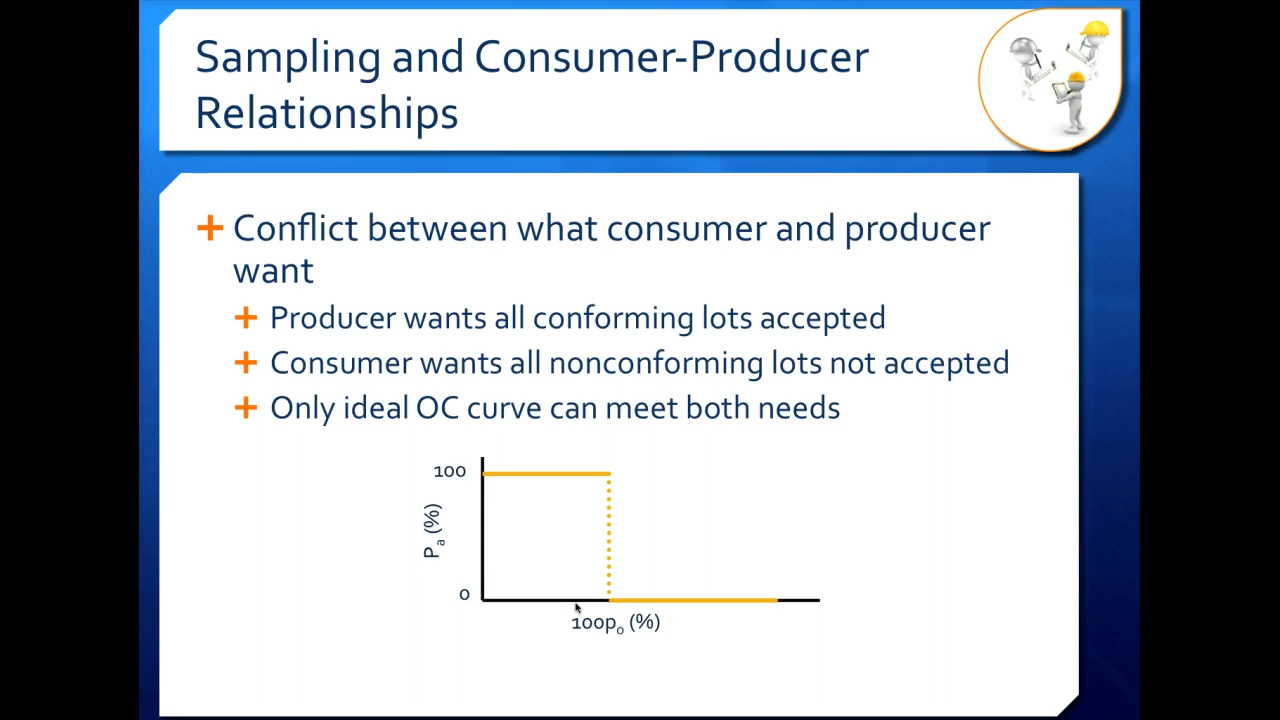 Sampling and Consumer-Producer
Relationships
Conflict between what consumer and producer
want
Producer wants all conforming lots accepted
Consumer wants all nonconforming lots not accepted
Only ideal OC curve can meet both needs
100
Pa (%)
0
100po (%)